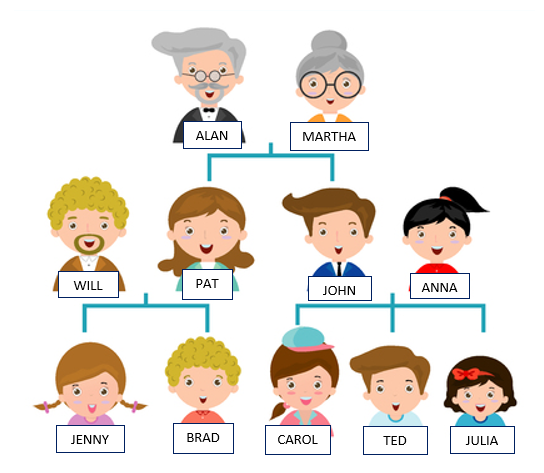 ALAN
MARTHA
WILL
PAT
JOHN
ANNA
JENNY
BRAD
CAROL
TED
JULIA